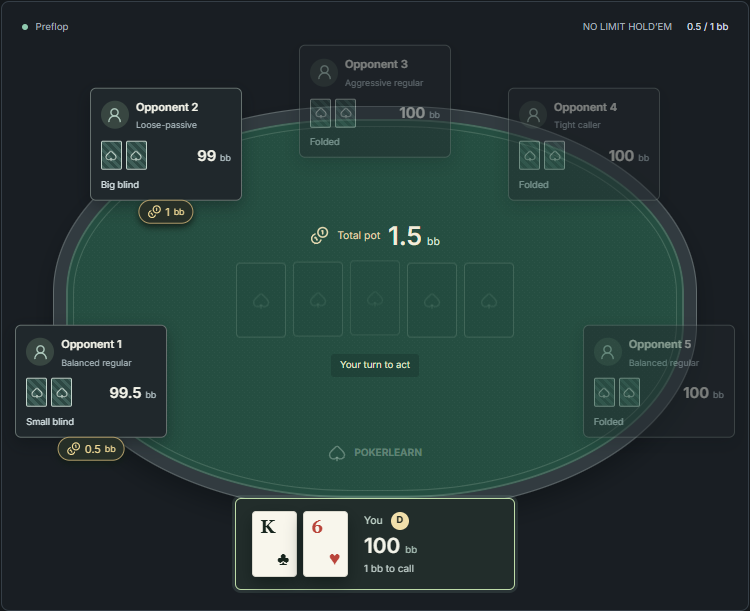 Preflop
NO LIMIT HOLD'EM 0.5 / 1 bb
Opponent 3
Aggressive regular
100 bb
Folded
Opponent 2
Loose-passive
99 bb
Big blind
1 bb
Opponent 4
Tight caller
100 bb
Folded
Total pot 1.5 bb
Opponent 1
Balanced regular
99.5 bb
Small blind
0.5 bb
Your turn to act
Opponent 5
Balanced regular
100 bb
Folded
POKERLEARN
K
6
You D
100 bb
1 bb to call